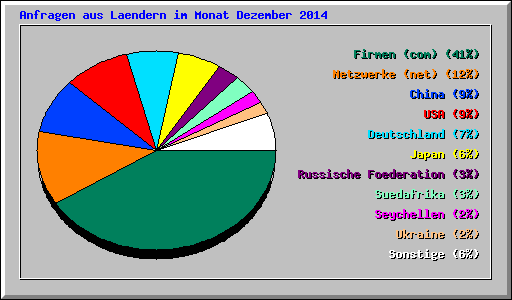 Anfragen aus Laendern im Monat Dezember 2014
Firmen (com) (41%)
Netzwerke (net) (12%)
China (9%)
USA (9%)
Deutschland (7%)
Japan (6%)
Russische Foederation (3%)
Suedafrika (3%)
Seychellen (2%)
Ukraine (2%)
Sonstige (6%)